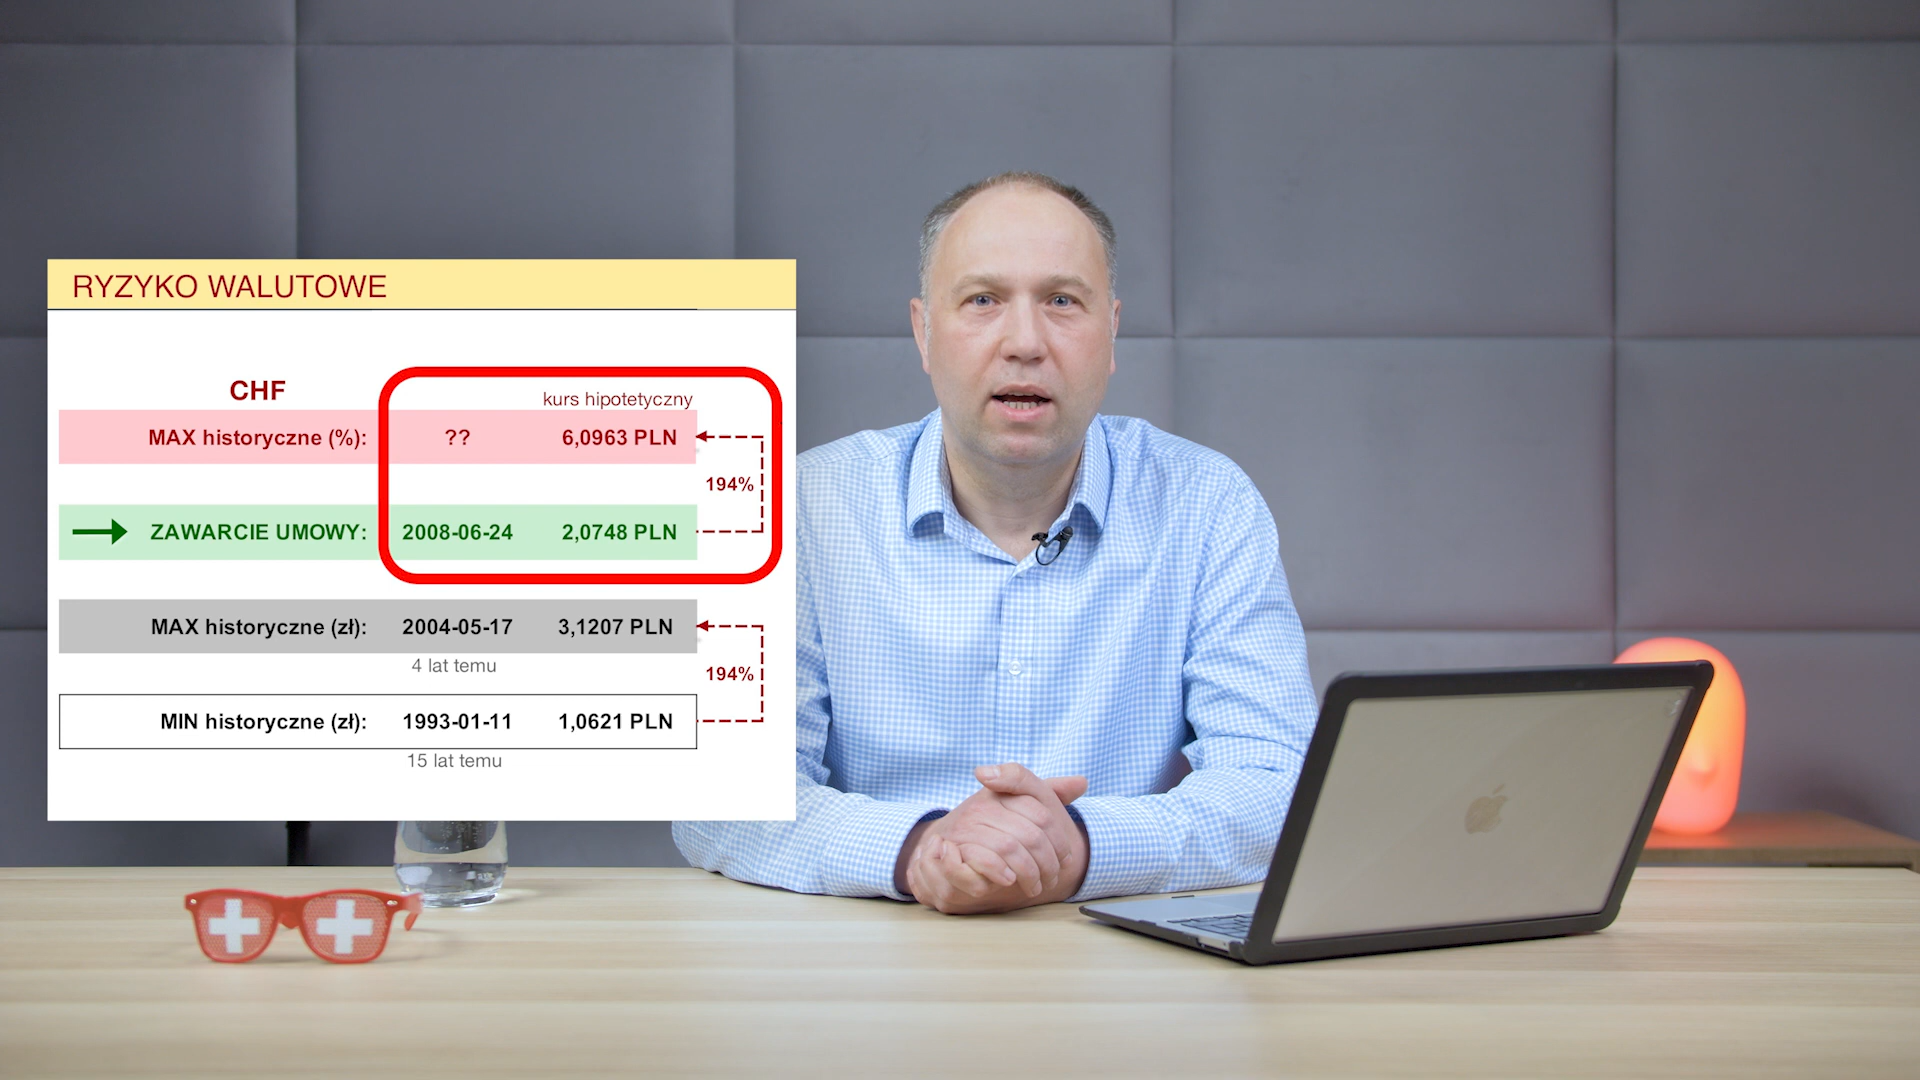 RYZYKO WALUTOWE
CHF
kurs hipotetyczny
MAX historyczne (%): ?? 6,0963 PLN
194%
ZAWARCIE UMOWY: 2008-06-24 2,0748 PLN
MAX historyczne (zł): 2004-05-17 3,1207 PLN
4 lat temu
194%
MIN historyczne (zł): 1993-01-11 1,0621 PLN
15 lat temu